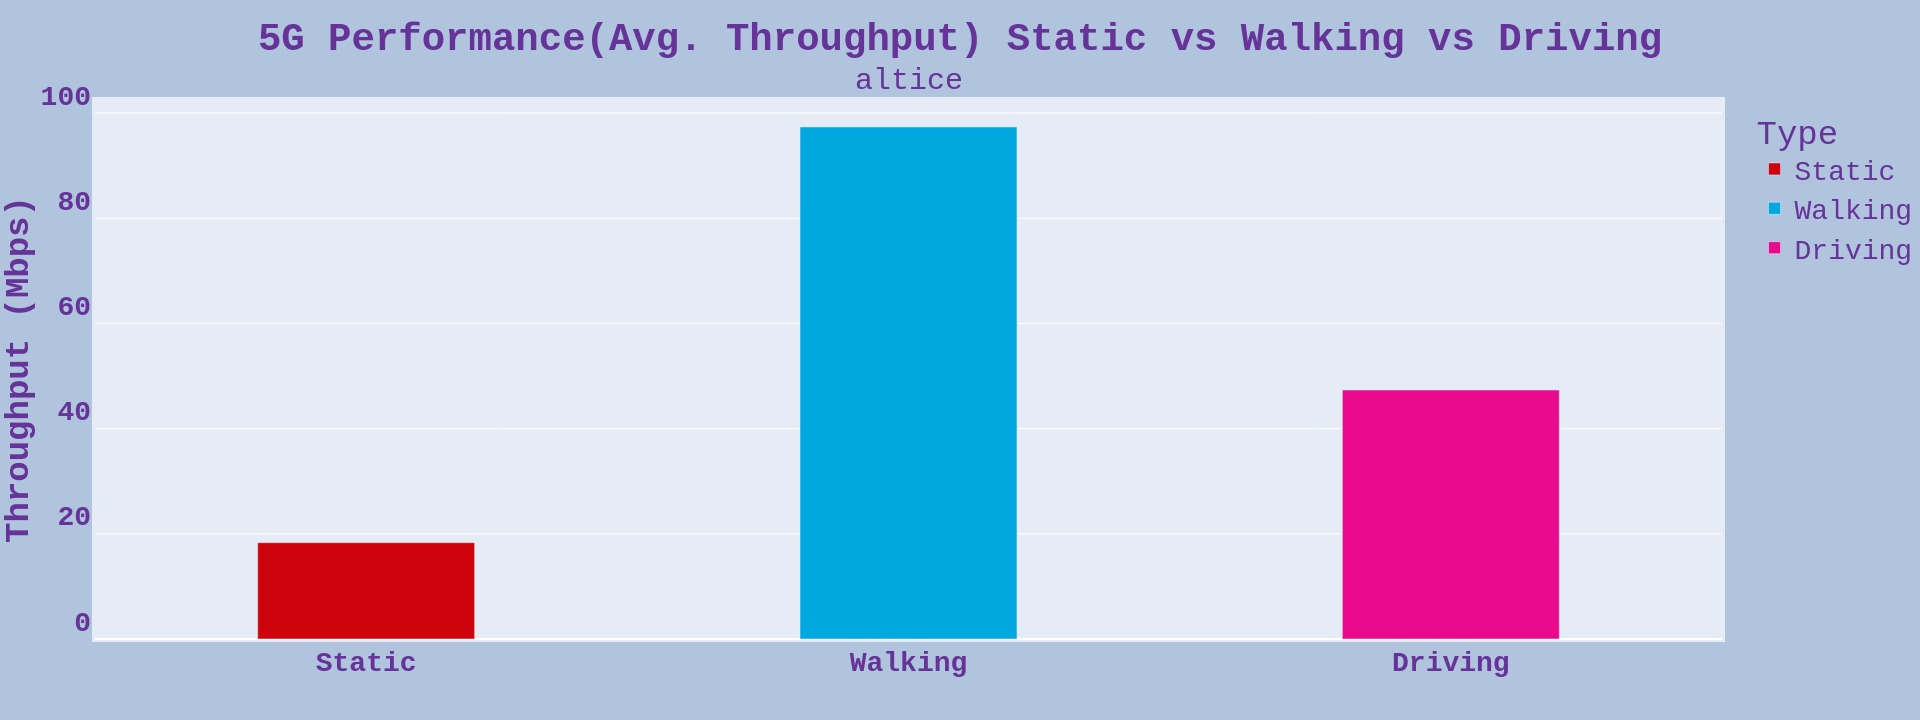 5G Performance(Avg. Throughput) Static vs Walking vs Driving
altice
Throughput (Mbps)
100
80
60
40
20
0
Static
Walking
Driving
Type
Static
Walking
Driving